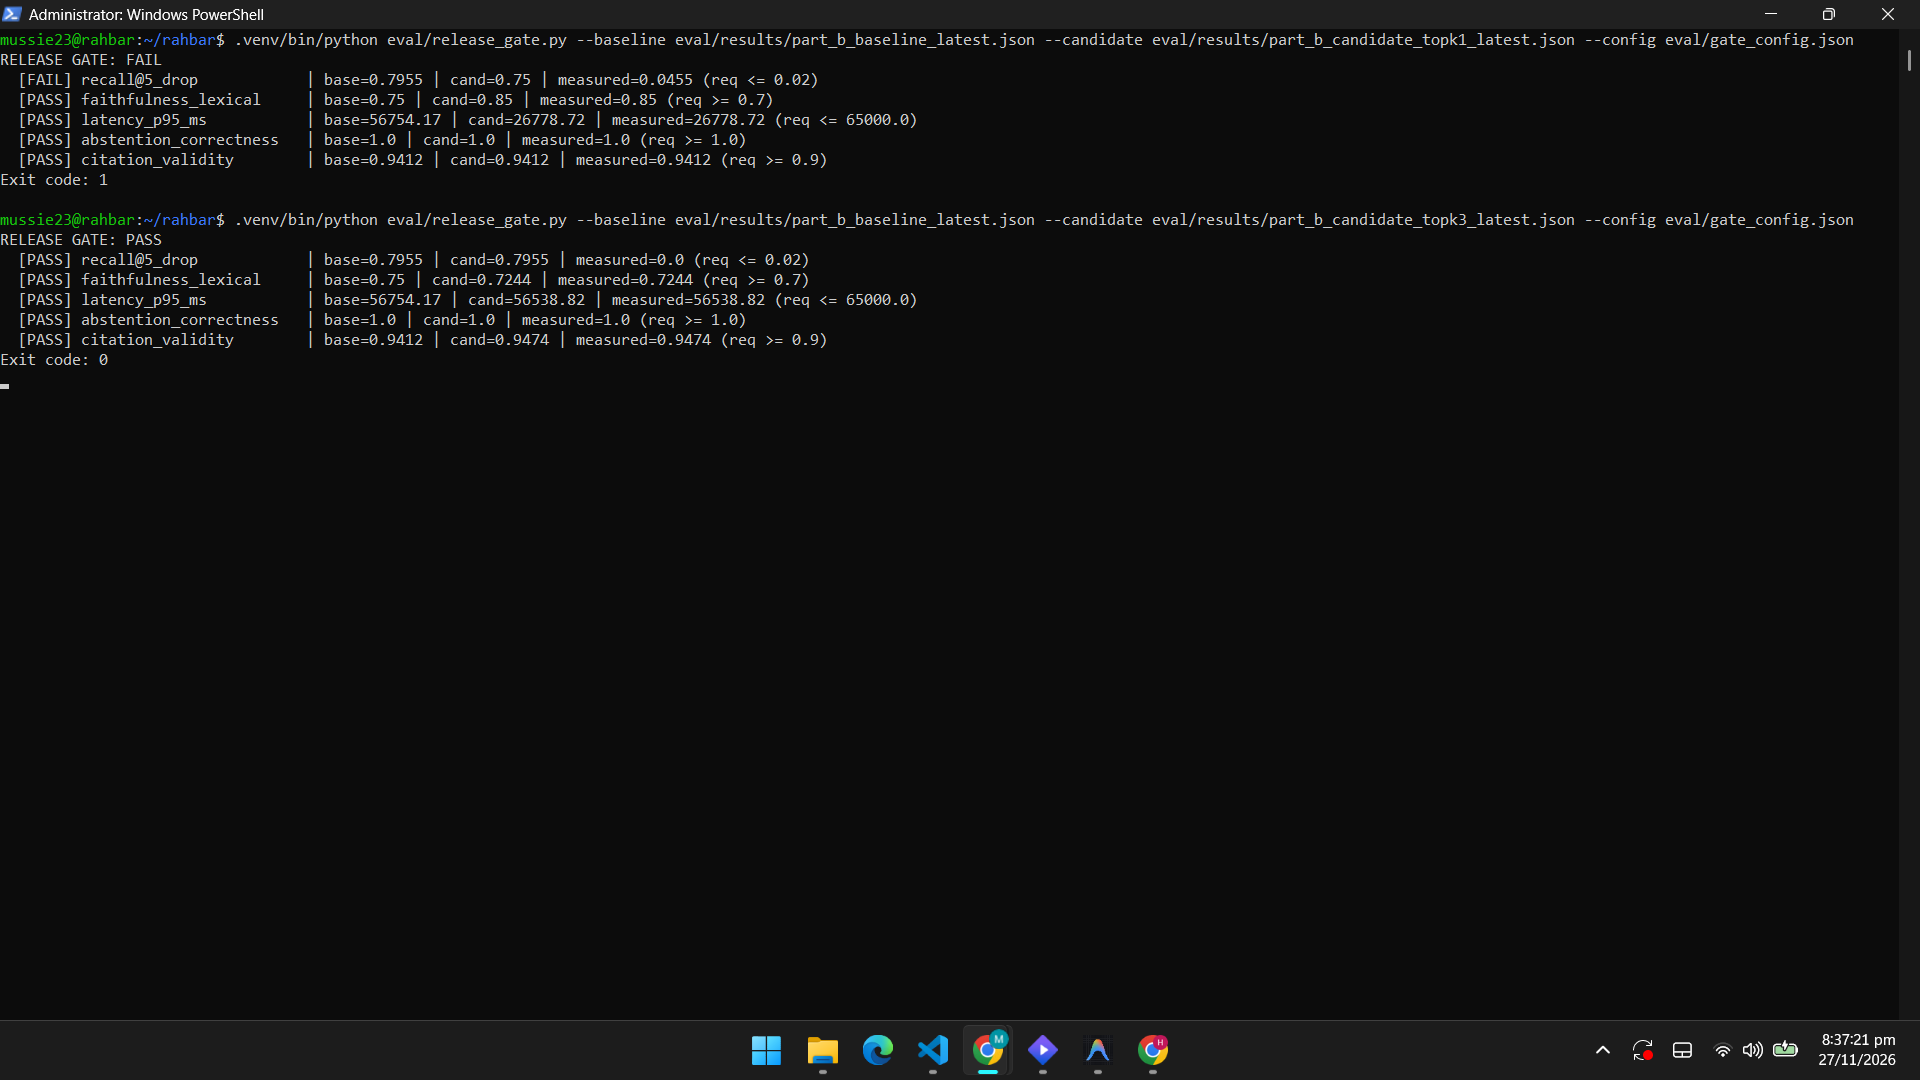 Administrator: Windows PowerShell
mussie23@rahbar:~/rahbar$ .venv/bin/python eval/release_gate.py --baseline eval/results/part_b_baseline_latest.json --candidate eval/results/part_b_candidate_topk1_latest.json --config eval/gate_config.json
RELEASE GATE: FAIL
  [FAIL] recall@5_drop            | base=0.7955 | cand=0.75 | measured=0.0455 (req <= 0.02)
  [PASS] faithfulness_lexical     | base=0.75 | cand=0.85 | measured=0.85 (req >= 0.7)
  [PASS] latency_p95_ms           | base=56754.17 | cand=26778.72 | measured=26778.72 (req <= 65000.0)
  [PASS] abstention_correctness   | base=1.0 | cand=1.0 | measured=1.0 (req >= 1.0)
  [PASS] citation_validity        | base=0.9412 | cand=0.9412 | measured=0.9412 (req >= 0.9)
Exit code: 1
mussie23@rahbar:~/rahbar$ .venv/bin/python eval/release_gate.py --baseline eval/results/part_b_baseline_latest.json --candidate eval/results/part_b_candidate_topk3_latest.json --config eval/gate_config.json
RELEASE GATE: PASS
  [PASS] recall@5_drop            | base=0.7955 | cand=0.7955 | measured=0.0 (req <= 0.02)
  [PASS] faithfulness_lexical     | base=0.75 | cand=0.7244 | measured=0.7244 (req >= 0.7)
  [PASS] latency_p95_ms           | base=56754.17 | cand=56538.82 | measured=56538.82 (req <= 65000.0)
  [PASS] abstention_correctness   | base=1.0 | cand=1.0 | measured=1.0 (req >= 1.0)
  [PASS] citation_validity        | base=0.9412 | cand=0.9474 | measured=0.9474 (req >= 0.9)
Exit code: 0
M
H
8:37:21 pm
27/11/2026